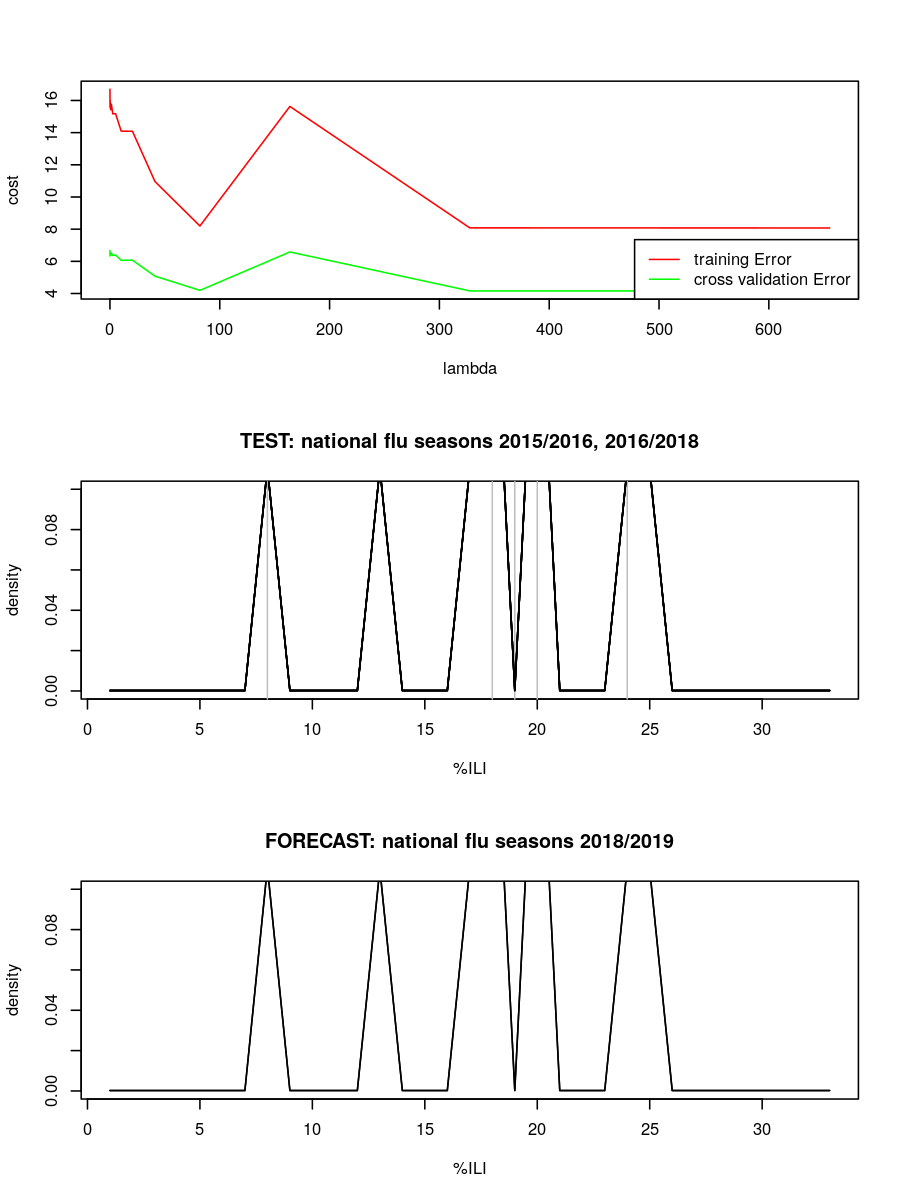 16
14
12
10
8
6
4
cost
training Error
cross validation Error
0 100 200 300 400 500 600
lambda
TEST: national flu seasons 2015/2016, 2016/2018
0.08
0.04
0.00
density
0 5 10 15 20 25 30
%ILI
FORECAST: national flu seasons 2018/2019
0.08
0.04
0.00
density
0 5 10 15 20 25 30
%ILI